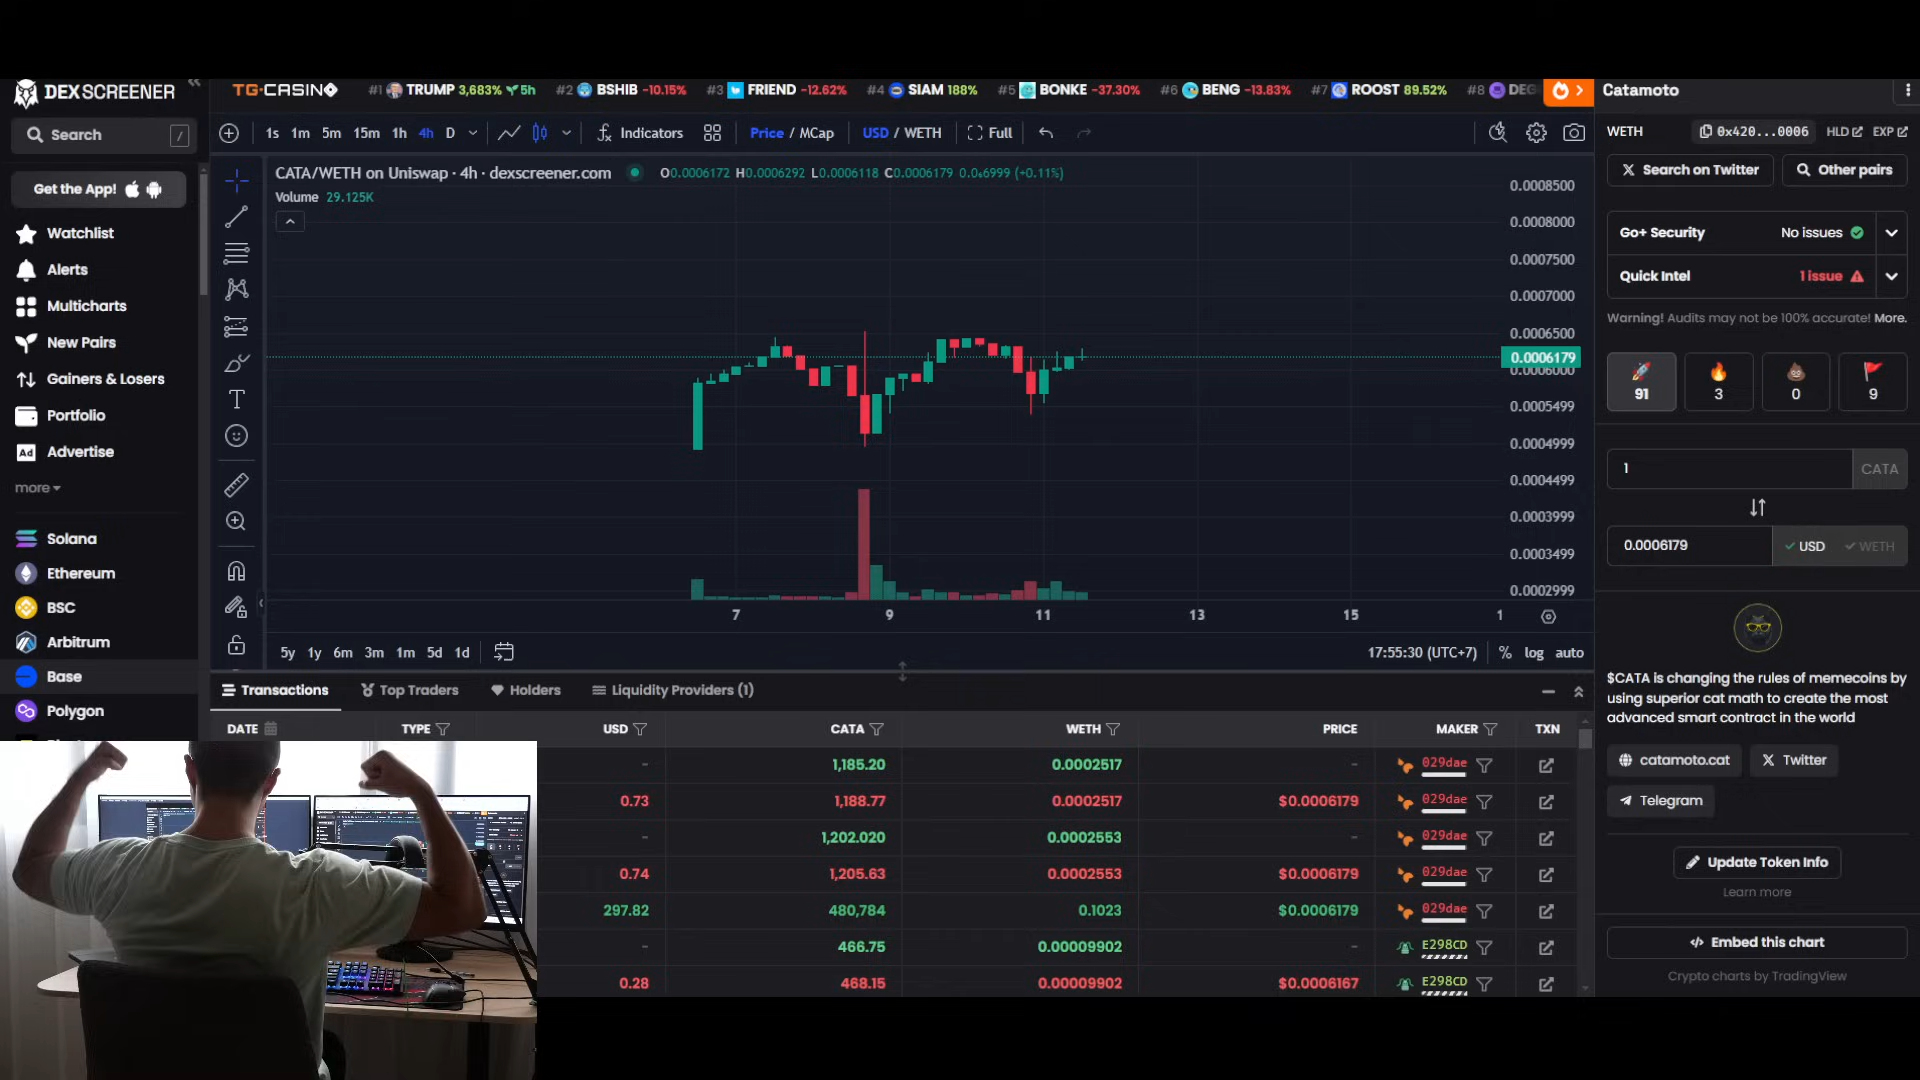 DEXSCREENER
Search
/
Get the App!
Watchlist
Alerts
Multicharts
New Pairs
Gainers & Losers
Portfolio
Ad Advertise
more
Solana
Ethereum
BSC
Arbitrum
Base
Polygon
TG·CASINO
#1 TRUMP 3,683% 5h
#2 BSHIB -10.15%
#3 FRIEND -12.62%
#4 SIAM 188%
#5 BONKE -37.30%
#6 BENG -13.83%
#7 ROOST 89.52%
#8
1s 1m 5m 15m 1h 4h D
Indicators
Price / MCap
USD / WETH
Full
CATA/WETH on Uniswap · 4h · dexscreener.com
O0.0006172 H0.0006292 L0.0006118 C0.0006179 0.0₆6999 (+0.11%)
Volume 29.125K
0.0008500
0.0008000
0.0007500
0.0007000
0.0006500
0.0006179
0.0006000
0.0005499
0.0004999
0.0004499
0.0003999
0.0003499
0.0002999
7 9 11 13 15 1
5y 1y 6m 3m 1m 5d 1d
17:55:30 (UTC+7) % log auto
Transactions
Top Traders
Holders
Liquidity Providers (1)
DATE TYPE USD CATA WETH PRICE MAKER TXN
- 1,185.20 0.0002517 - 029dae
0.73 1,188.77 0.0002517 $0.0006179 029dae
- 1,202.020 0.0002553 - 029dae
0.74 1,205.63 0.0002553 $0.0006179 029dae
297.82 480,784 0.1023 $0.0006179 029dae
- 466.75 0.00009902 - E298CD
0.28 468.15 0.00009902 $0.0006167 E298CD
Catamoto
WETH 0x420...0006 HLD EXP
Search on Twitter
Other pairs
Go+ Security No issues
Quick Intel 1 issue
Warning! Audits may not be 100% accurate! More.
91 3 0 9
1 CATA
0.0006179 USD WETH
$CATA is changing the rules of memecoins by
using superior cat math to create the most
advanced smart contract in the world
catamoto.cat
Twitter
Telegram
Update Token Info
Learn more
</> Embed this chart
Crypto charts by TradingView